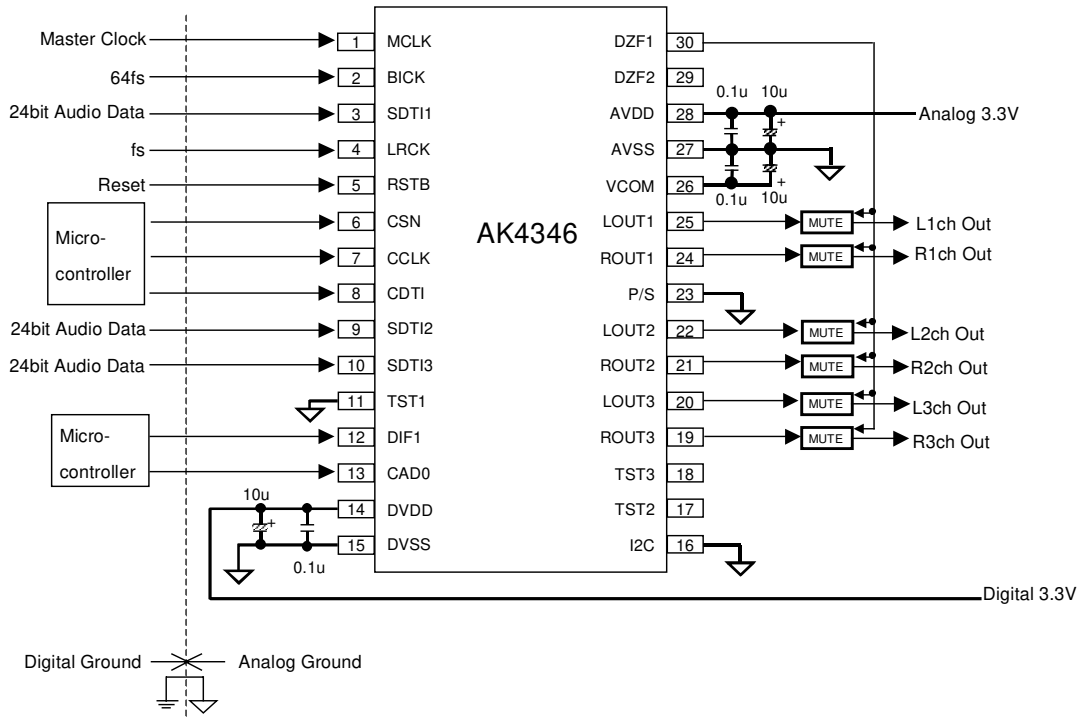 Master Clock 1 MCLK DZF1 30
64fs 2 BICK DZF2 29
0.1u 10u
24bit Audio Data 3 SDTI1 AVDD 28 + Analog 3.3V
fs 4 LRCK AVSS 27
Reset 5 RSTB VCOM 26 +
0.1u 10u
6 CSN LOUT1 25 MUTE L1ch Out
Micro-
controller
AK4346
7 CCLK ROUT1 24 MUTE R1ch Out
8 CDTI P/S 23
24bit Audio Data 9 SDTI2 LOUT2 22 MUTE L2ch Out
24bit Audio Data 10 SDTI3 ROUT2 21 MUTE R2ch Out
11 TST1 LOUT3 20 MUTE L3ch Out
Micro-
controller
12 DIF1 ROUT3 19 MUTE R3ch Out
13 CAD0 TST3 18
10u
14 DVDD TST2 17
+
15 DVSS I2C 16
0.1u
Digital 3.3V
Digital Ground Analog Ground